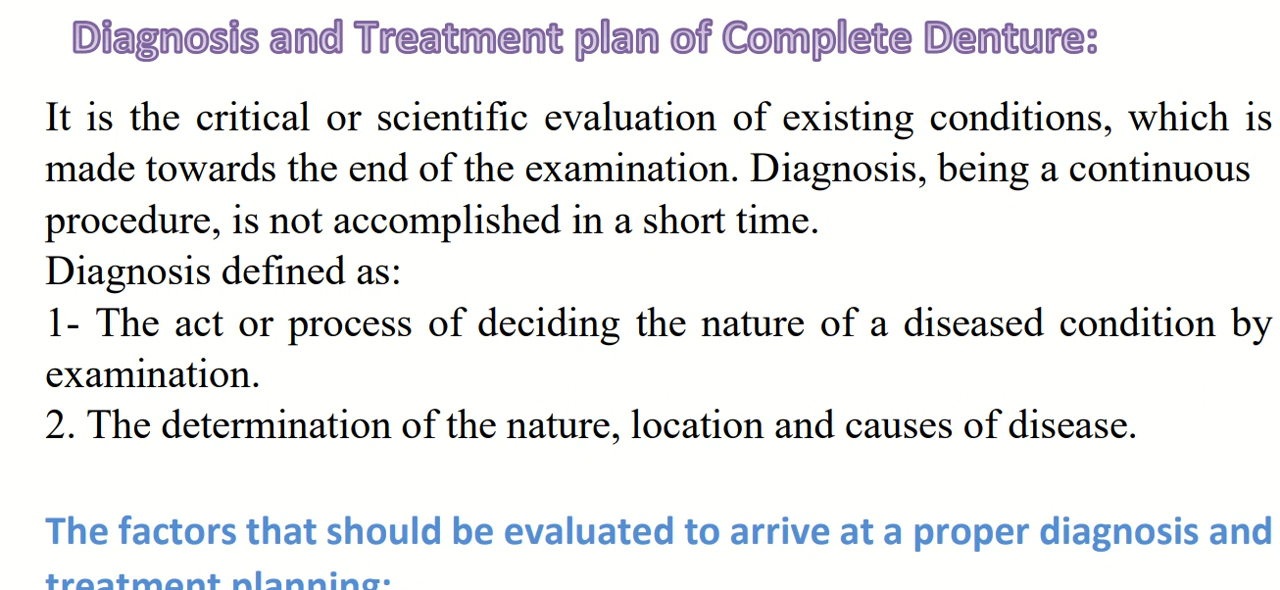 Diagnosis and Treatment plan of Complete Denture:
It is the critical or scientific evaluation of existing conditions, which is
made towards the end of the examination. Diagnosis, being a continuous
procedure, is not accomplished in a short time.
Diagnosis defined as:
1- The act or process of deciding the nature of a diseased condition by
examination.
2. The determination of the nature, location and causes of disease.
The factors that should be evaluated to arrive at a proper diagnosis and
treatment planning: